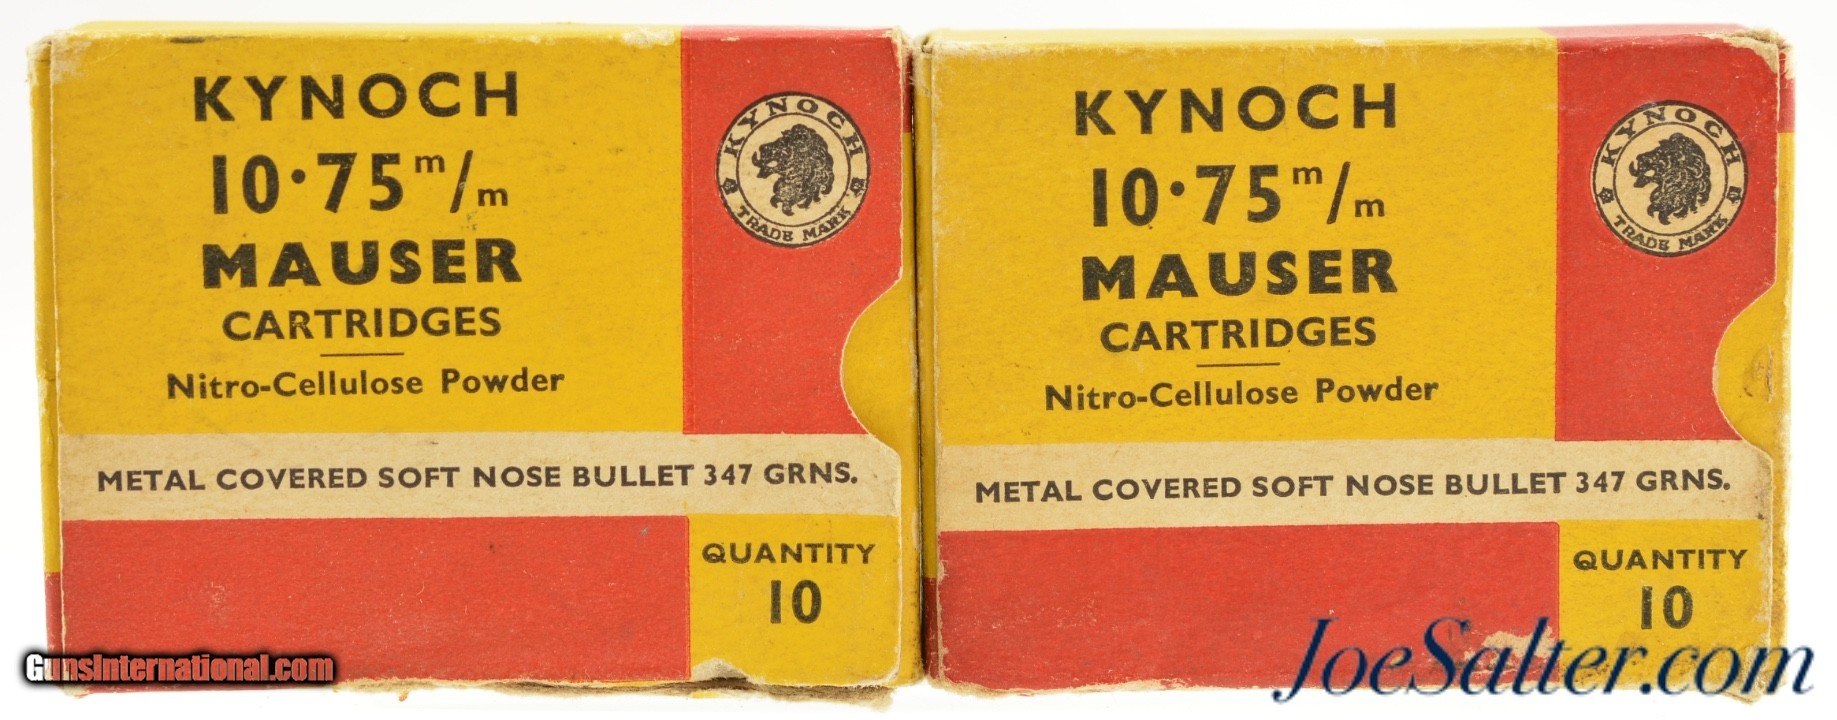 KYNOCH
10·75 m/m
MAUSER
CARTRIDGES
Nitro-Cellulose Powder
KYNOCH
TRADE MARK
METAL COVERED SOFT NOSE BULLET 347 GRNS.
QUANTITY
10
KYNOCH
10·75 m/m
MAUSER
CARTRIDGES
Nitro-Cellulose Powder
KYNOCH
TRADE MARK
METAL COVERED SOFT NOSE BULLET 347 GRNS.
QUANTITY
10
GunsInternational.com
JoeSalter.com